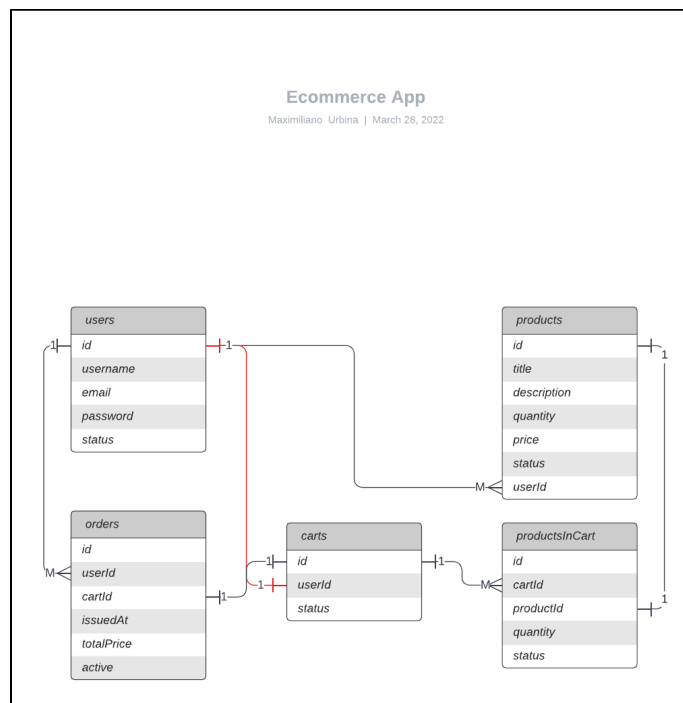 Ecommerce App
Maximiliano Urbina | March 28, 2022
users
id
username
email
password
status
products
id
title
description
quantity
price
status
userId
orders
id
userId
cartId
issuedAt
totalPrice
active
carts
id
userId
status
productsInCart
id
cartId
productId
quantity
status
1
1
1
M
M
1
1
1
1
M
1